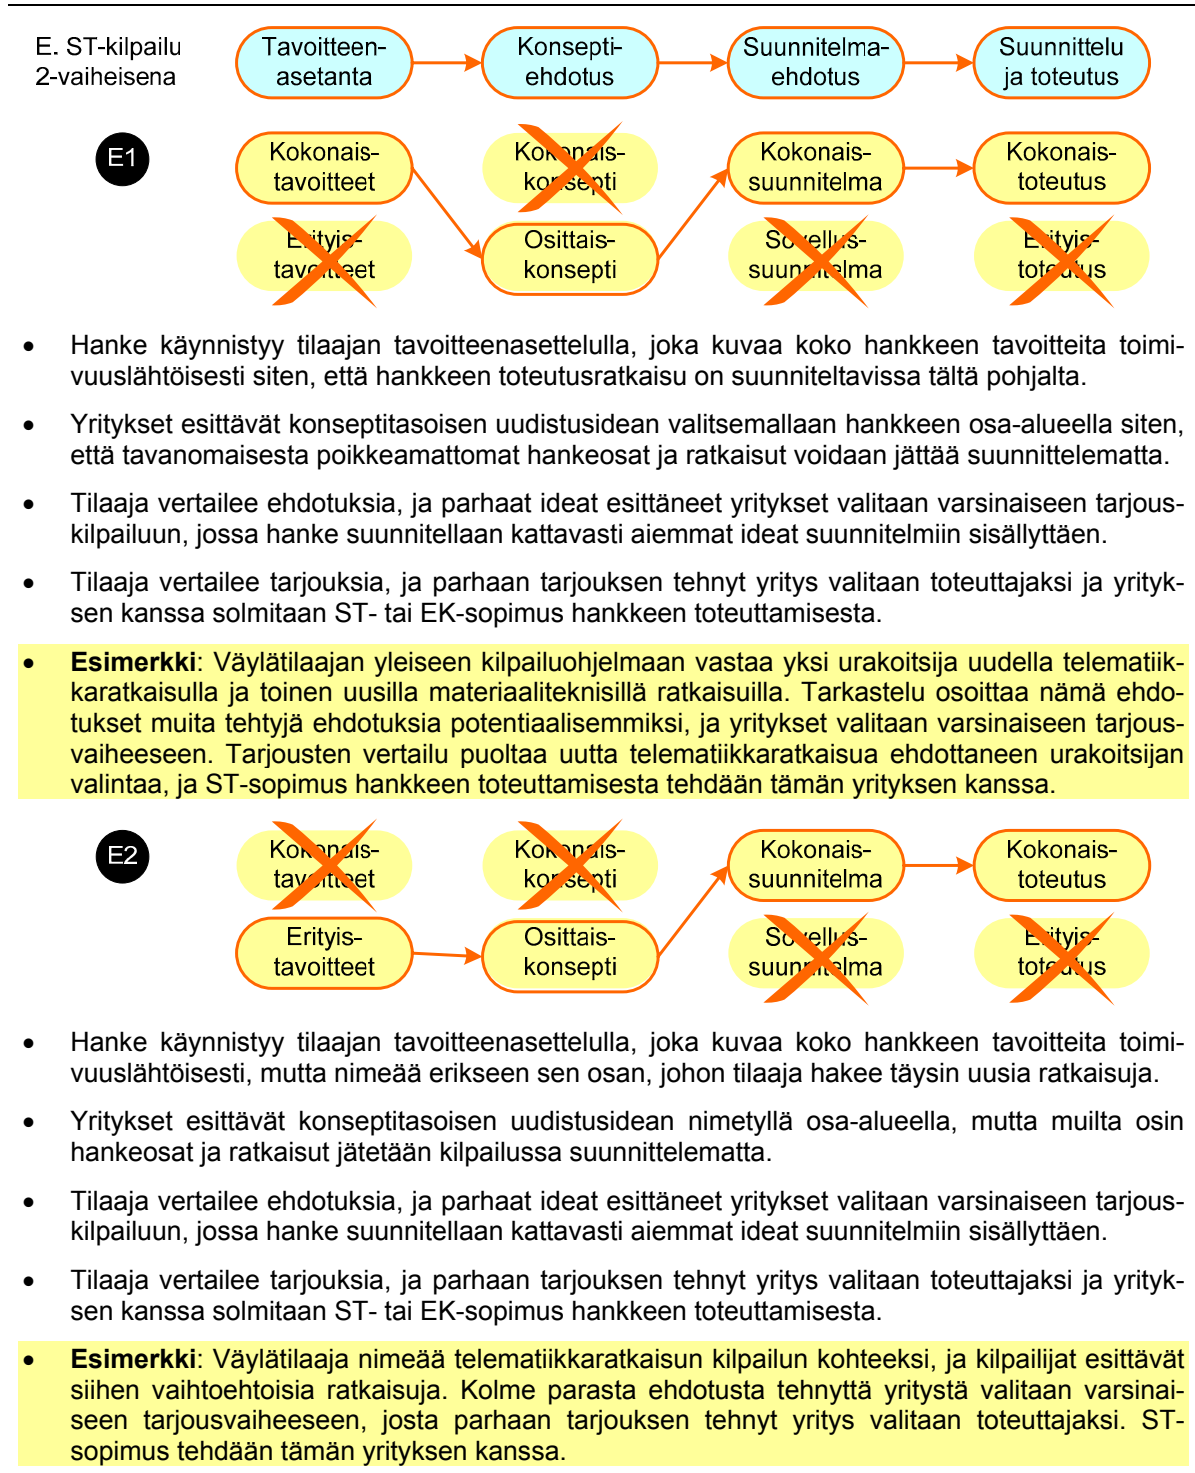 E. ST-kilpailu
2-vaiheisena
Tavoitteen-
asetanta
Konsepti-
ehdotus
Suunnitelma-
ehdotus
Suunnittelu
ja toteutus
E1
Kokonais-
tavoitteet
Kokonais-
konsepti
Kokonais-
suunnitelma
Kokonais-
toteutus
Erityis-
tavoitteet
Osittais-
konsepti
Sovellus-
suunnitelma
Erityis-
toteutus
• Hanke käynnistyy tilaajan tavoitteenasettelulla, joka kuvaa koko hankkeen tavoitteita toimi-
vuuslähtöisesti siten, että hankkeen toteutusratkaisu on suunniteltavissa tältä pohjalta.
• Yritykset esittävät konseptitasoisen uudistusidean valitsemallaan hankkeen osa-alueella siten,
että tavanomaisesta poikkeamattomat hankeosat ja ratkaisut voidaan jättää suunnittelematta.
• Tilaaja vertailee ehdotuksia, ja parhaat ideat esittäneet yritykset valitaan varsinaiseen tarjous-
kilpailuun, jossa hanke suunnitellaan kattavasti aiemmat ideat suunnitelmiin sisällyttäen.
• Tilaaja vertailee tarjouksia, ja parhaan tarjouksen tehnyt yritys valitaan toteuttajaksi ja yrityk-
sen kanssa solmitaan ST- tai EK-sopimus hankkeen toteuttamisesta.
• Esimerkki: Väylätilaajan yleiseen kilpailuohjelmaan vastaa yksi urakoitsija uudella telematiik-
karatkaisulla ja toinen uusilla materiaaliteknisillä ratkaisuilla. Tarkastelu osoittaa nämä ehdo-
tukset muita tehtyjä ehdotuksia potentiaalisemmiksi, ja yritykset valitaan varsinaiseen tarjous-
vaiheeseen. Tarjousten vertailu puoltaa uutta telematiikkaratkaisua ehdottaneen urakoitsijan
valintaa, ja ST-sopimus hankkeen toteuttamisesta tehdään tämän yrityksen kanssa.
E2
Kokonais-
tavoitteet
Kokonais-
konsepti
Kokonais-
suunnitelma
Kokonais-
toteutus
Erityis-
tavoitteet
Osittais-
konsepti
Sovellus-
suunnitelma
Erityis-
toteutus
• Hanke käynnistyy tilaajan tavoitteenasettelulla, joka kuvaa koko hankkeen tavoitteita toimi-
vuuslähtöisesti, mutta nimeää erikseen sen osan, johon tilaaja hakee täysin uusia ratkaisuja.
• Yritykset esittävät konseptitasoisen uudistusidean nimetyllä osa-alueella, mutta muilta osin
hankeosat ja ratkaisut jätetään kilpailussa suunnittelematta.
• Tilaaja vertailee ehdotuksia, ja parhaat ideat esittäneet yritykset valitaan varsinaiseen tarjous-
kilpailuun, jossa hanke suunnitellaan kattavasti aiemmat ideat suunnitelmiin sisällyttäen.
• Tilaaja vertailee tarjouksia, ja parhaan tarjouksen tehnyt yritys valitaan toteuttajaksi ja yrityk-
sen kanssa solmitaan ST- tai EK-sopimus hankkeen toteuttamisesta.
• Esimerkki: Väylätilaaja nimeää telematiikkaratkaisun kilpailun kohteeksi, ja kilpailijat esittävät
siihen vaihtoehtoisia ratkaisuja. Kolme parasta ehdotusta tehnyttä yritystä valitaan varsinai-
seen tarjousvaiheeseen, josta parhaan tarjouksen tehnyt yritys valitaan toteuttajaksi. ST-
sopimus tehdään tämän yrityksen kanssa.